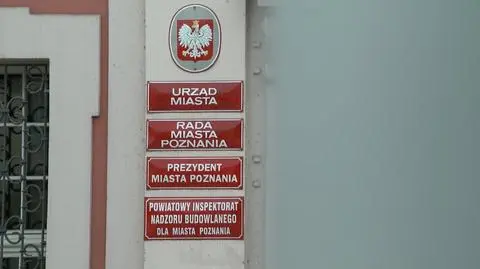 URZĄD
MIASTA
RADA
MIASTA
POZNANIA
PREZYDENT
MIASTA POZNANIA
POWIATOWY INSPEKTORAT
NADZORU BUDOWLANEGO
DLA MIASTA POZNANIA